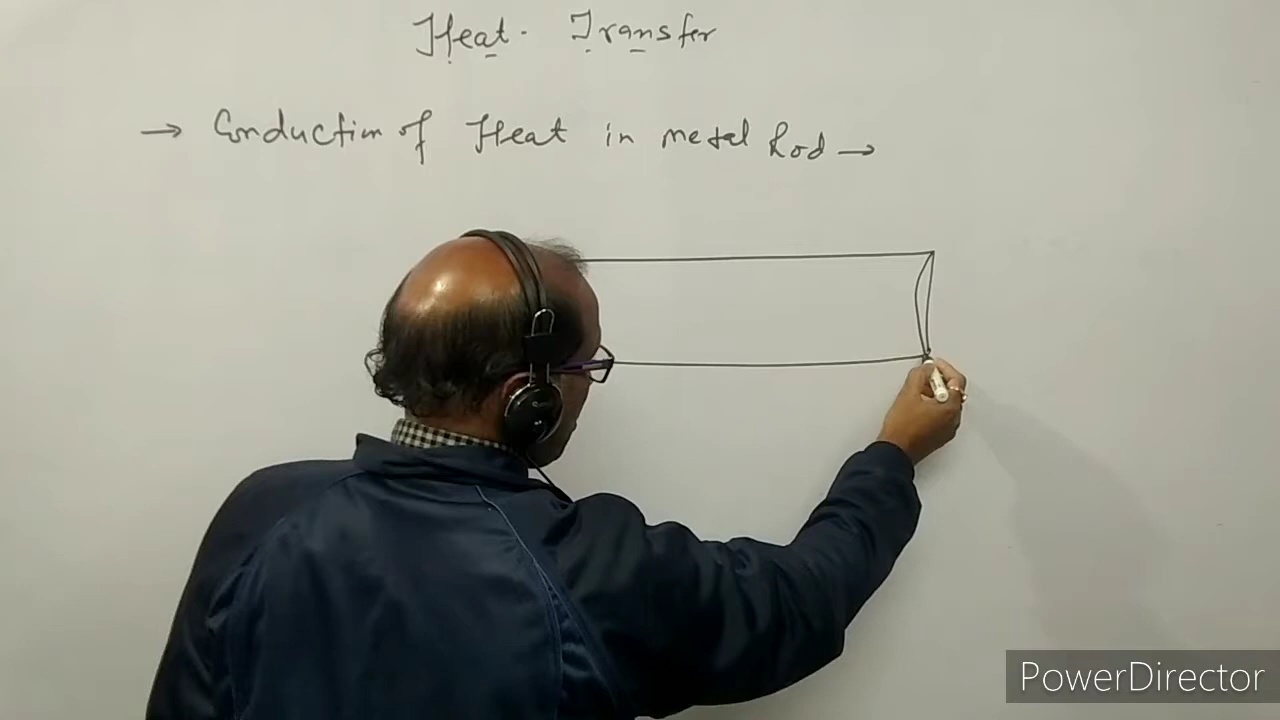 Heat - Transfer
→ Conduction of Heat in metal Rod →
PowerDirector